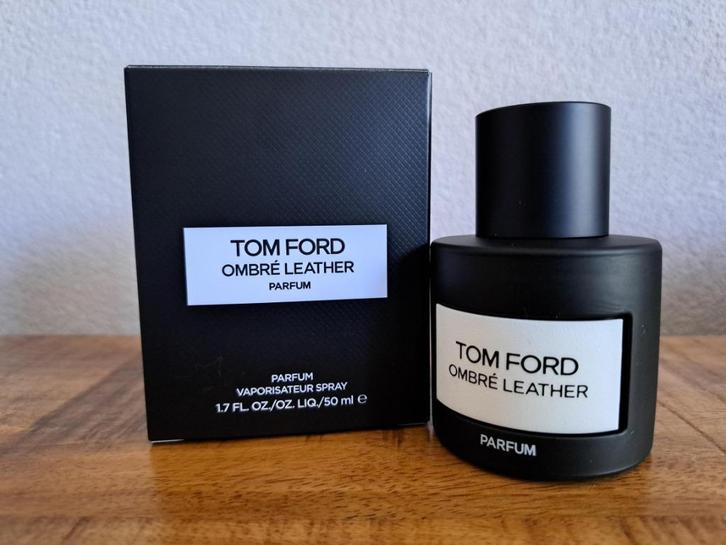 TOM FORD
OMBRÉ LEATHER
PARFUM
PARFUM
VAPORISATEUR SPRAY
1.7 FL. OZ./OZ. LIQ./50 ml ℮
TOM FORD
OMBRÉ LEATHER
PARFUM